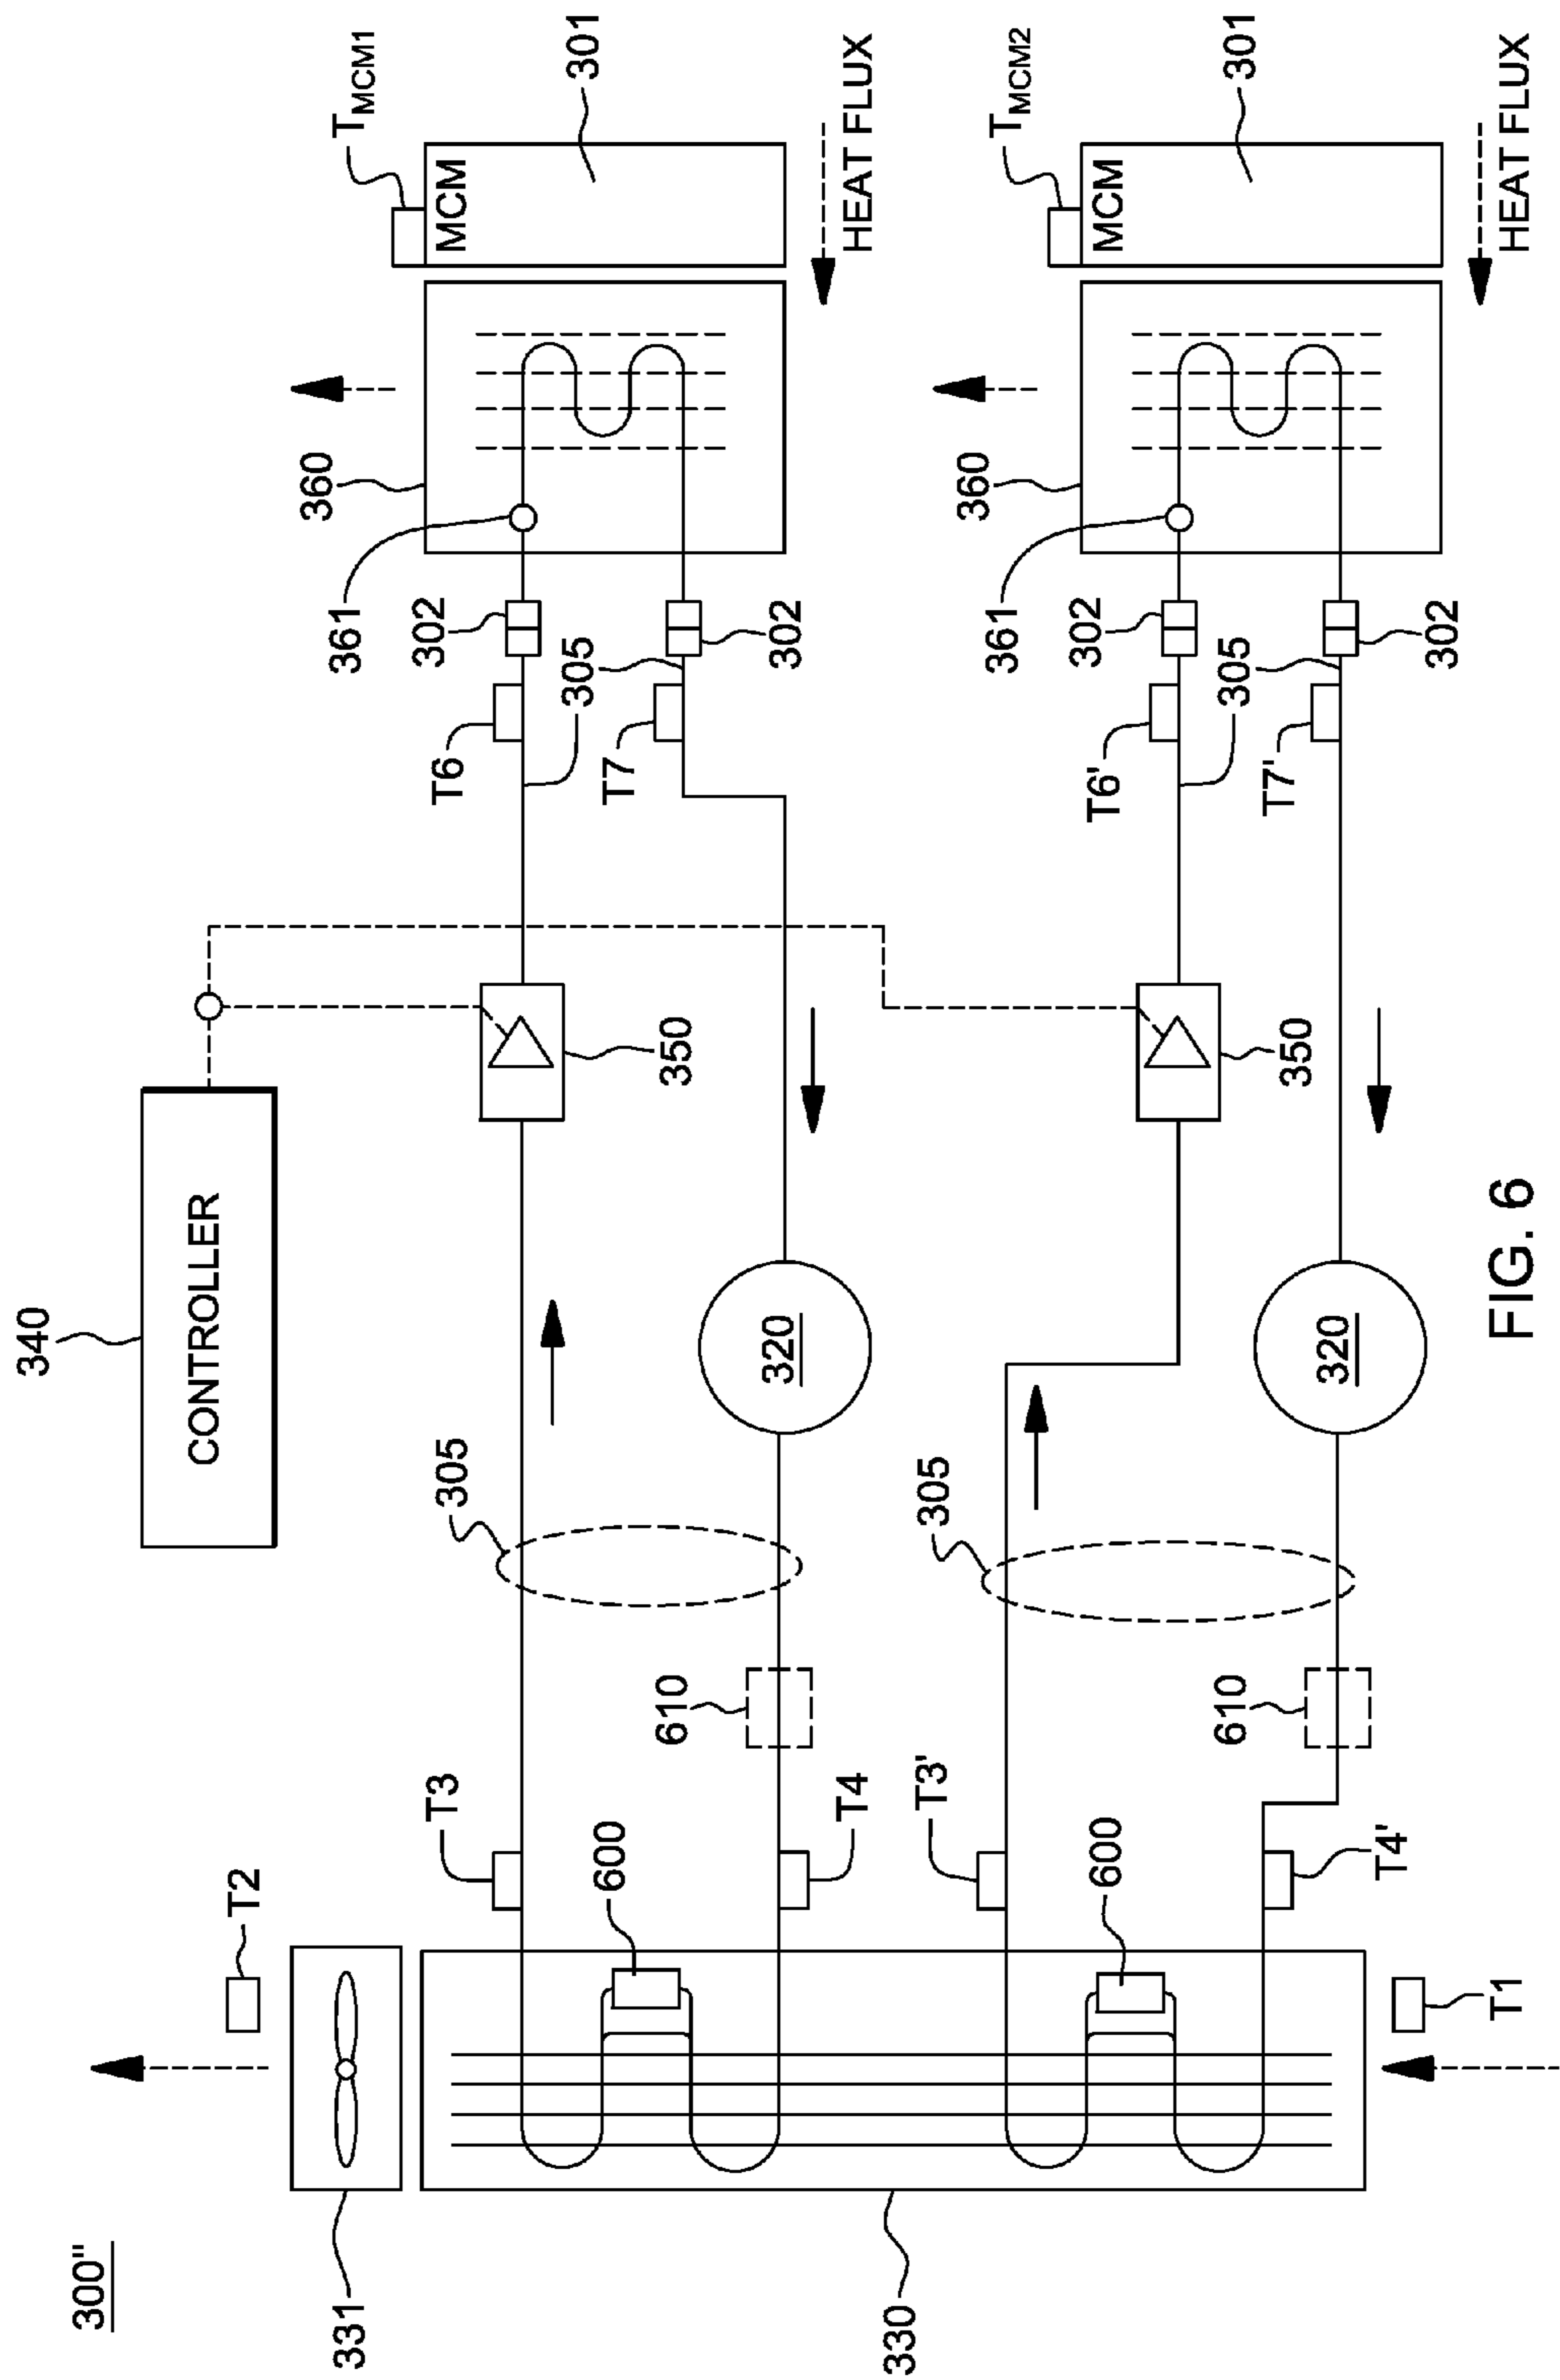 300"
331
330
T2
T1
T3
600
T4
T3'
600
T4'
610
610
305
305
340
CONTROLLER
320
320
350
350
T6
305
T7
T6'
305
T7'
361
302
302
361
302
302
360
360
TMCM1
MCM
301
HEAT FLUX
TMCM2
MCM
301
HEAT FLUX
FIG. 6